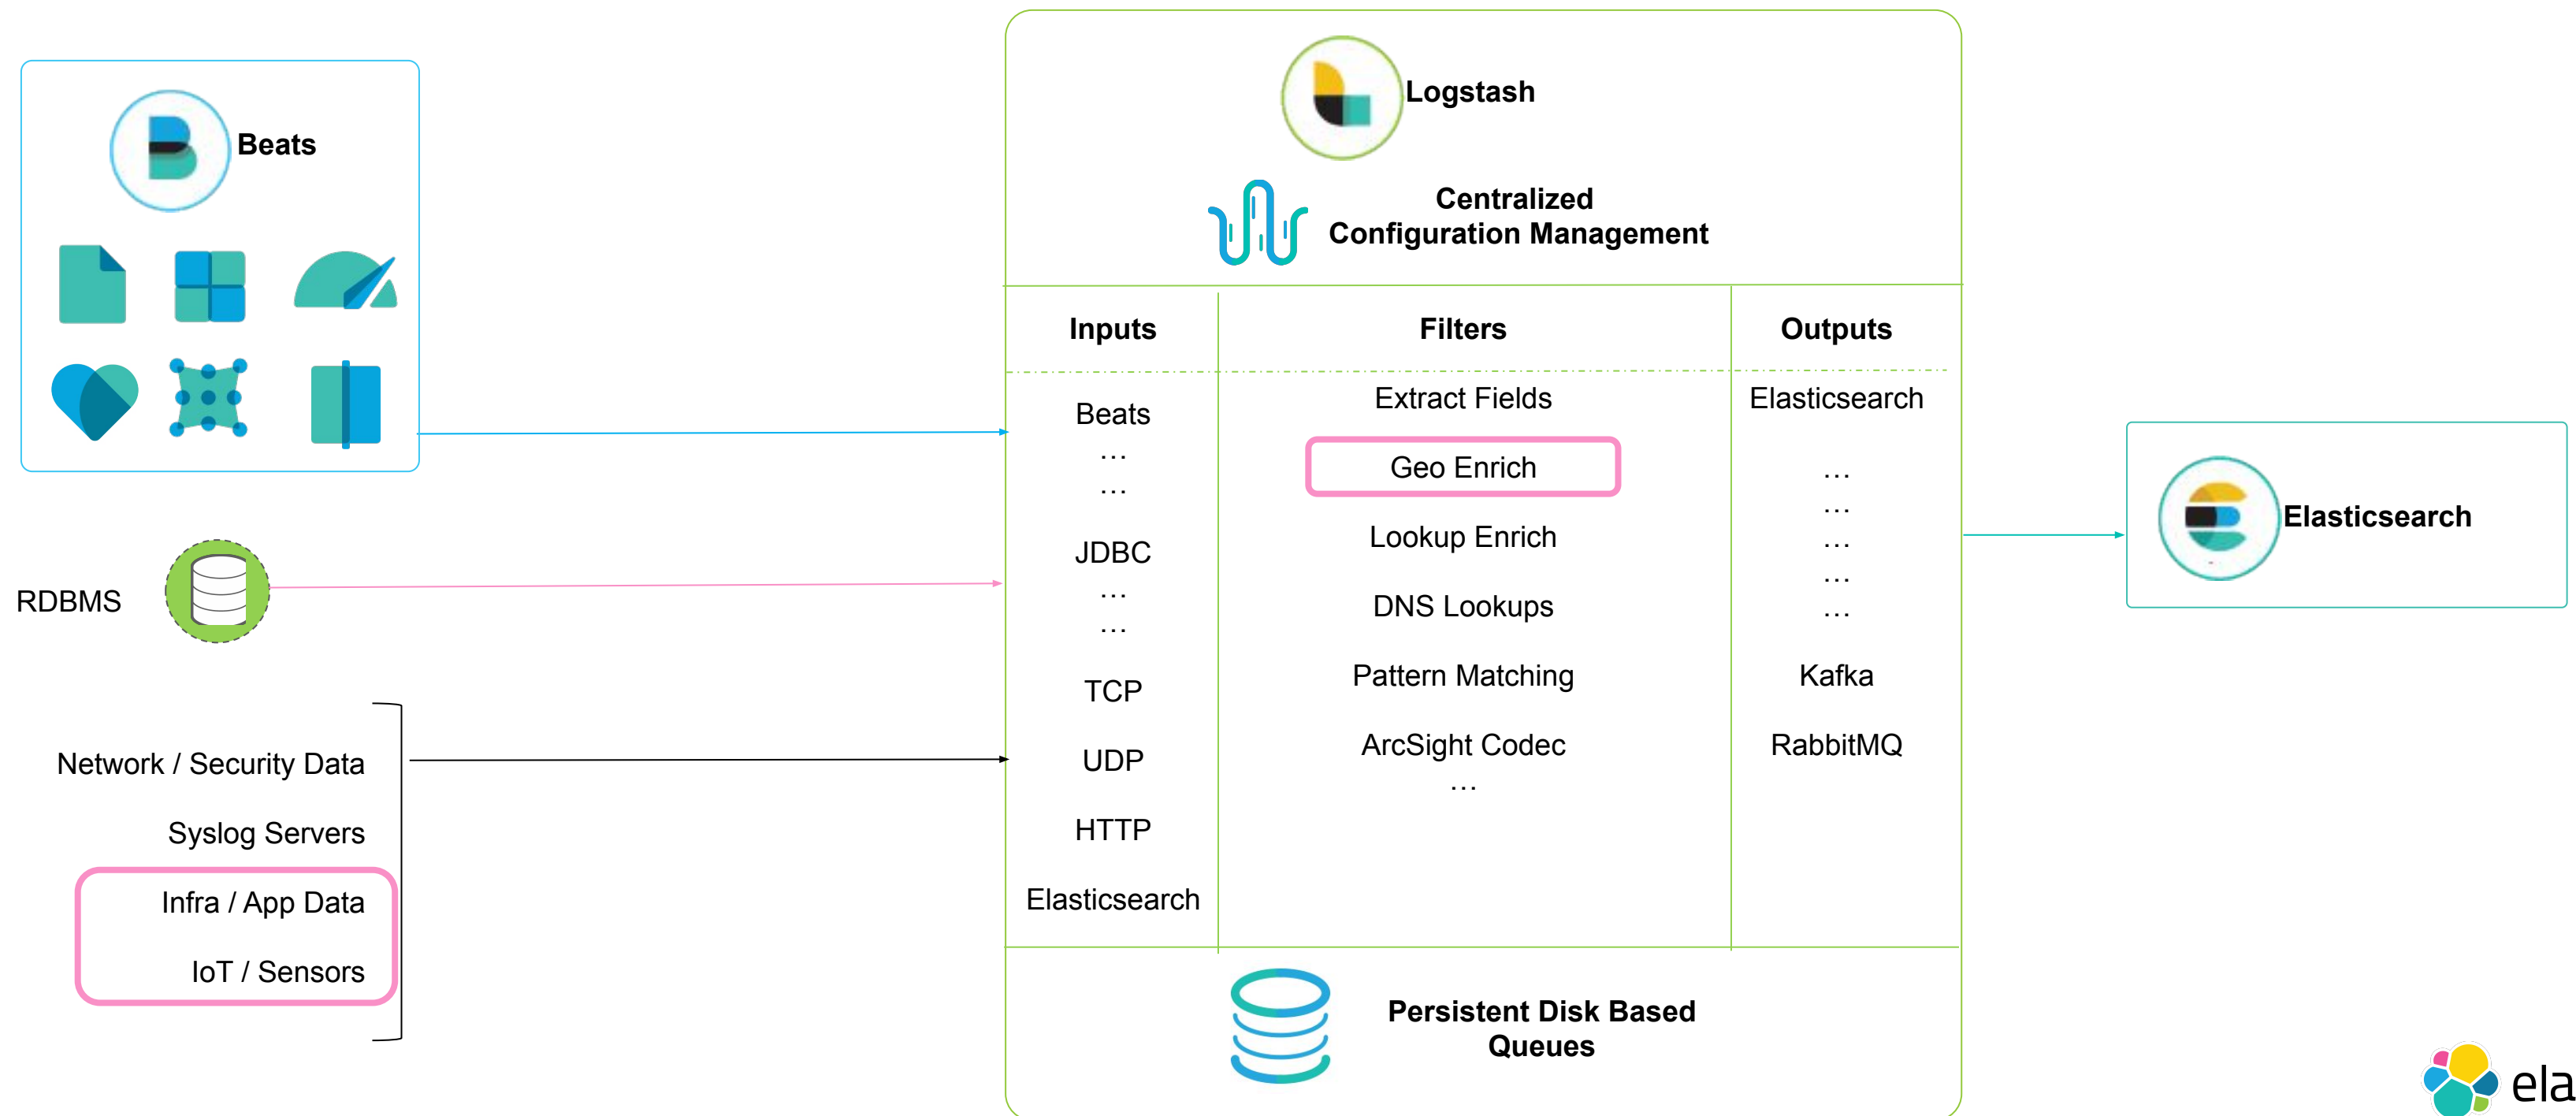 Beats
RDBMS
Network / Security Data
Syslog Servers
Infra / App Data
IoT / Sensors
Logstash
Centralized
Configuration Management
Inputs
Beats
…
…
JDBC
…
…
TCP
UDP
HTTP
Elasticsearch
Filters
Extract Fields
Geo Enrich
Lookup Enrich
DNS Lookups
Pattern Matching
ArcSight Codec
…
Outputs
Elasticsearch
…
…
…
…
…
Kafka
RabbitMQ
Persistent Disk Based
Queues
Elasticsearch
ela